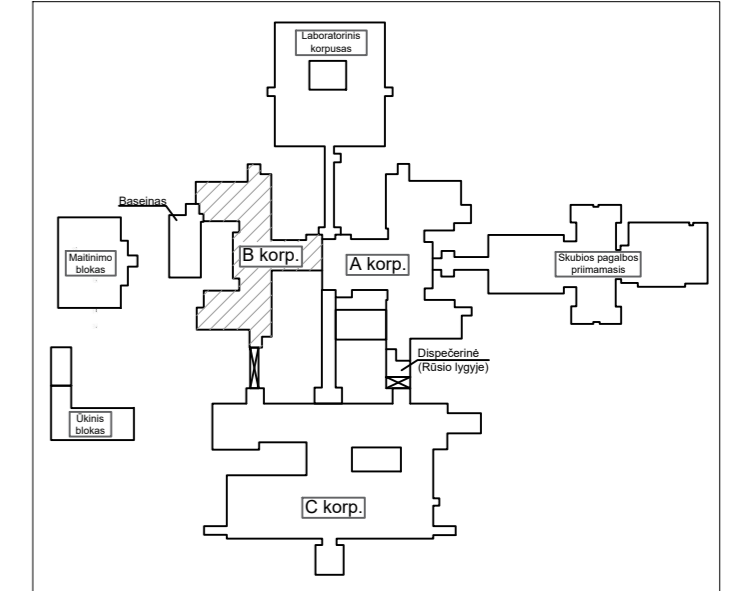 Laboratorinis
korpusas
Baseinas
Maitinimo
blokas
B korp.
A korp.
Skubios pagalbos
priimamasis
Dispečerinė
(Rūsio lygyje)
Ūkinis
blokas
C korp.